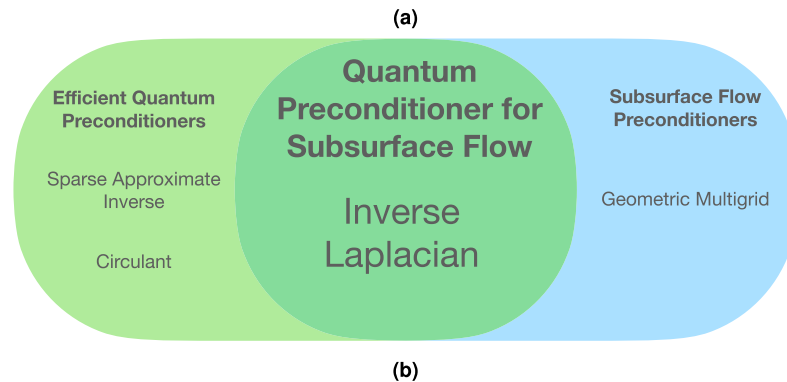 (a)
Efficient Quantum
Preconditioners
Sparse Approximate
Inverse
Circulant
Quantum
Preconditioner for
Subsurface Flow
Inverse
Laplacian
Subsurface Flow
Preconditioners
Geometric Multigrid
(b)